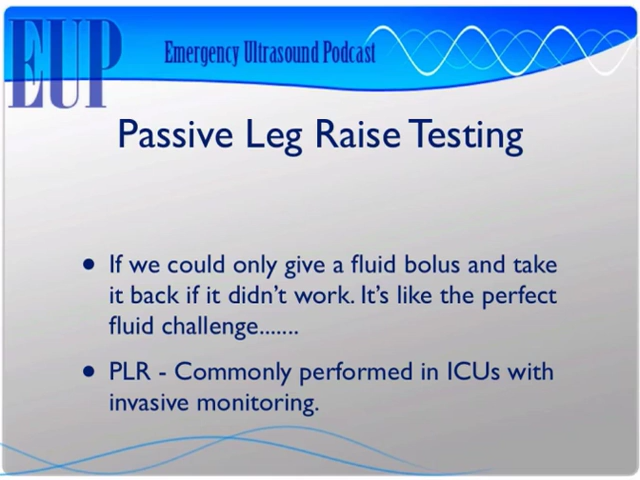 EUP
Emergency Ultrasound Podcast
Passive Leg Raise Testing
• If we could only give a fluid bolus and take
it back if it didn't work. It's like the perfect
fluid challenge.......
• PLR - Commonly performed in ICUs with
invasive monitoring.